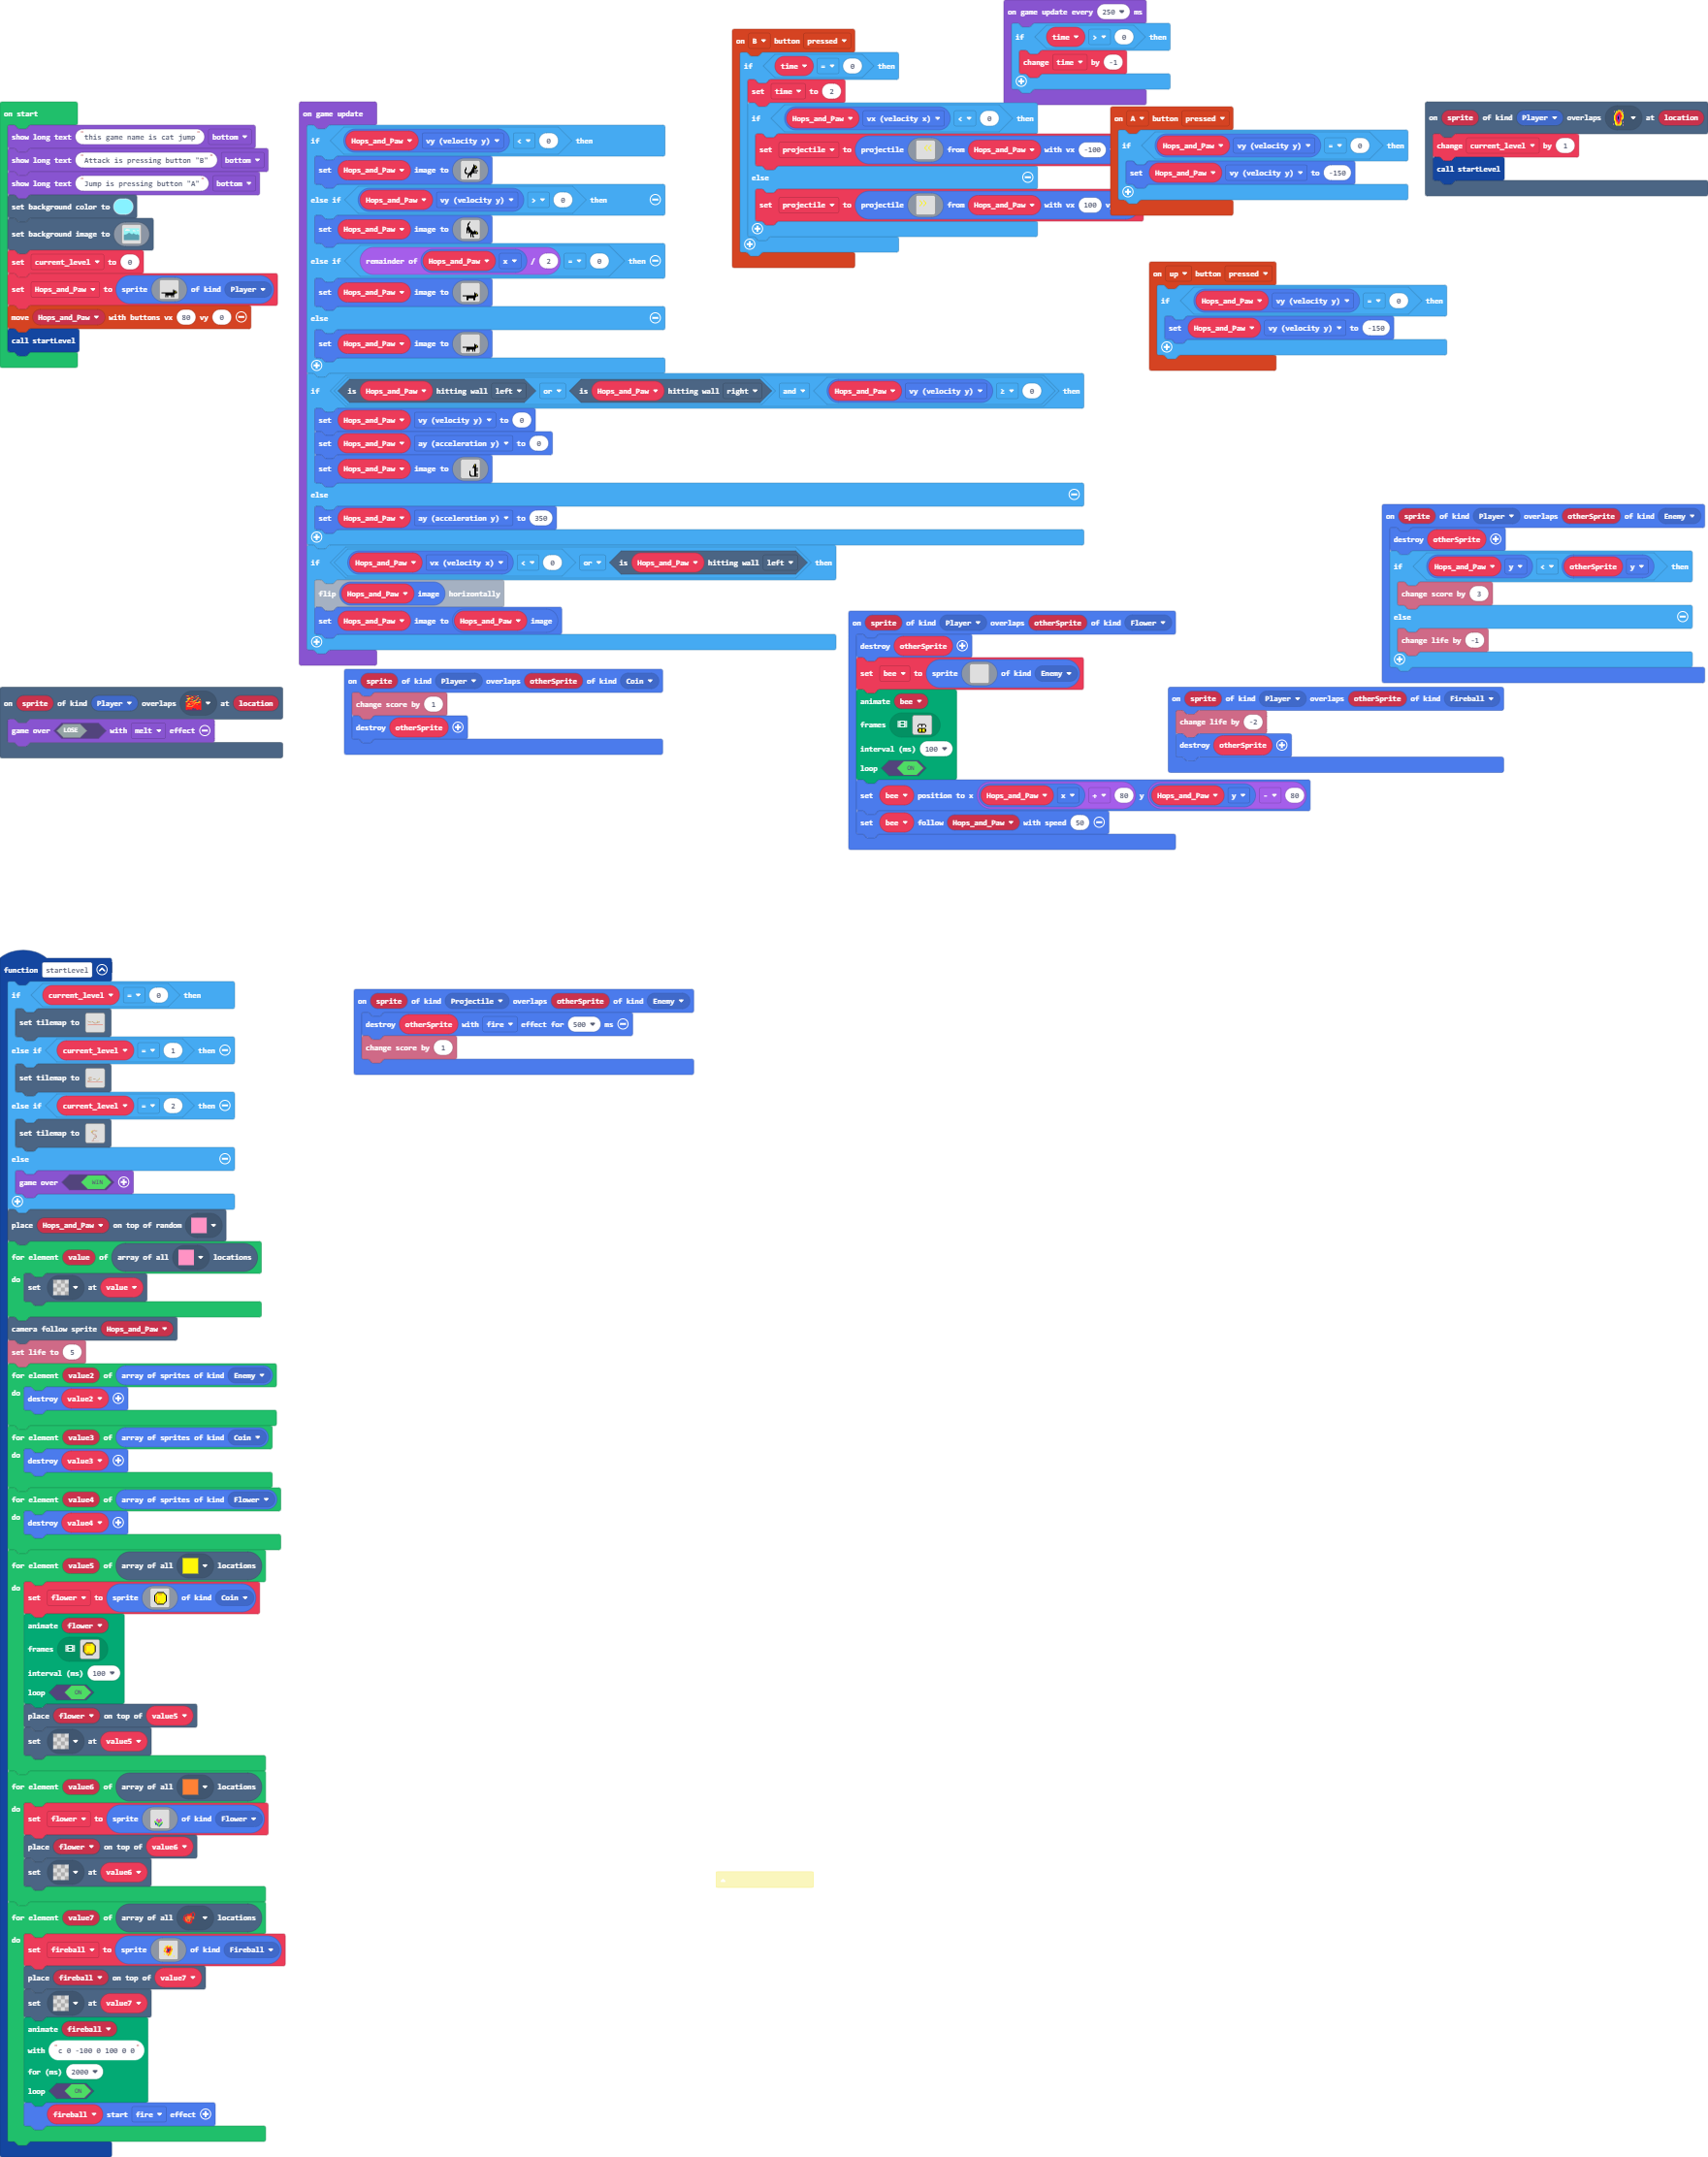 on start
show long text "this game name is cat jump" bottom
show long text "Attack is pressing button "B"" bottom
show long text "Jump is pressing button "A"" bottom
set background color to
set background image to
set current_level to 0
set Hops_and_Paw to sprite of kind Player
move Hops_and_Paw with buttons vx 80 vy 0
call startLevel
on game update
if Hops_and_Paw vy (velocity y) < 0 then
set Hops_and_Paw image to
else if Hops_and_Paw vy (velocity y) > 0 then
set Hops_and_Paw image to
else if remainder of Hops_and_Paw x / 2 = 0 then
set Hops_and_Paw image to
else
set Hops_and_Paw image to
if is Hops_and_Paw hitting wall left or is Hops_and_Paw hitting wall right and Hops_and_Paw vy (velocity y) ≥ 0 then
set Hops_and_Paw vy (velocity y) to 0
set Hops_and_Paw ay (acceleration y) to 0
set Hops_and_Paw image to
else
set Hops_and_Paw ay (acceleration y) to 350
if Hops_and_Paw vx (velocity x) < 0 or is Hops_and_Paw hitting wall left then
flip Hops_and_Paw image horizontally
set Hops_and_Paw image to Hops_and_Paw image
on B button pressed
if time = 0 then
set time to 2
if Hops_and_Paw vx (velocity x) < 0 then
set projectile to projectile from Hops_and_Paw with vx -100
else
set projectile to projectile from Hops_and_Paw with vx 100 v
on game update every 250 ms
if time > 0 then
change time by -1
on A button pressed
if Hops_and_Paw vy (velocity y) = 0 then
set Hops_and_Paw vy (velocity y) to -150
on sprite of kind Player overlaps at location
change current_level by 1
call startLevel
on up button pressed
if Hops_and_Paw vy (velocity y) = 0 then
set Hops_and_Paw vy (velocity y) to -150
on sprite of kind Player overlaps otherSprite of kind Enemy
destroy otherSprite
if Hops_and_Paw y < otherSprite y then
change score by 3
else
change life by -1
on sprite of kind Player overlaps otherSprite of kind Flower
destroy otherSprite
set bee to sprite of kind Enemy
animate bee
frames
interval (ms) 100
loop ON
set bee position to x Hops_and_Paw x + 80 y Hops_and_Paw y - 80
set bee follow Hops_and_Paw with speed 50
on sprite of kind Player overlaps otherSprite of kind Fireball
change life by -2
destroy otherSprite
on sprite of kind Player overlaps at location
game over LOSE with melt effect
on sprite of kind Player overlaps otherSprite of kind Coin
change score by 1
destroy otherSprite
function startLevel
if current_level = 0 then
set tilemap to
else if current_level = 1 then
set tilemap to
else if current_level = 2 then
set tilemap to
else
game over WIN
place Hops_and_Paw on top of random
for element value of array of all locations
do set at value
camera follow sprite Hops_and_Paw
set life to 5
for element value2 of array of sprites of kind Enemy
do destroy value2
for element value3 of array of sprites of kind Coin
do destroy value3
for element value4 of array of sprites of kind Flower
do destroy value4
for element value5 of array of all locations
do set flower to sprite of kind Coin
animate flower
frames
interval (ms) 100
loop ON
place flower on top of value5
set at value5
for element value6 of array of all locations
do set flower to sprite of kind Flower
place flower on top of value6
set at value6
for element value7 of array of all locations
do set fireball to sprite of kind Fireball
place fireball on top of value7
set at value7
animate fireball
with "c 0 -100 0 100 0 0"
for (ms) 2000
loop ON
fireball start fire effect
on sprite of kind Projectile overlaps otherSprite of kind Enemy
destroy otherSprite with fire effect for 500 ms
change score by 1